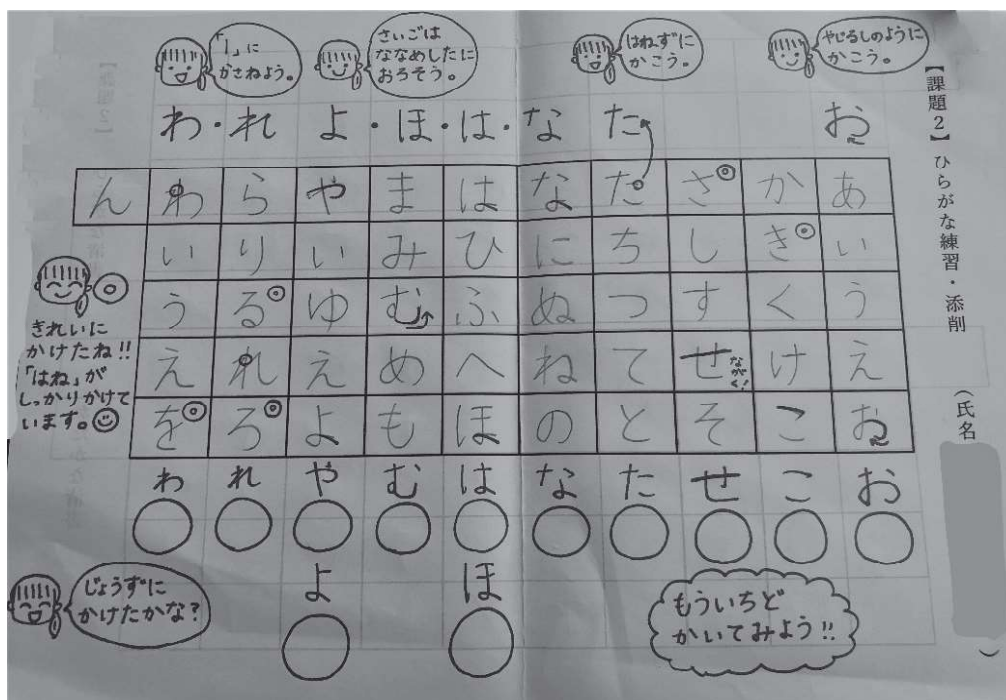 【課題2】ひらがな練習・添削
(氏名
)
やじるしのように
かこう。
はねずに
かこう。
さいごは
ななめしたに
おろそう。
「｜」に
かさねよう。
わ・れ よ・ほ・は・な た お
ん わ ら や ま は な た さ か あ
い り い み ひ に ち し き い
う る ゆ む ふ ぬ つ す く う
え れ え め へ ね て せ け え
ながく!
を ろ よ も ほ の と そ こ お
きれいに
かけたね!!
「はね」が
しっかりかけて
います。
わ れ や む は な た せ こ お
よ ほ
じょうずに
かけたかな?
もういちど
かいてみよう!!